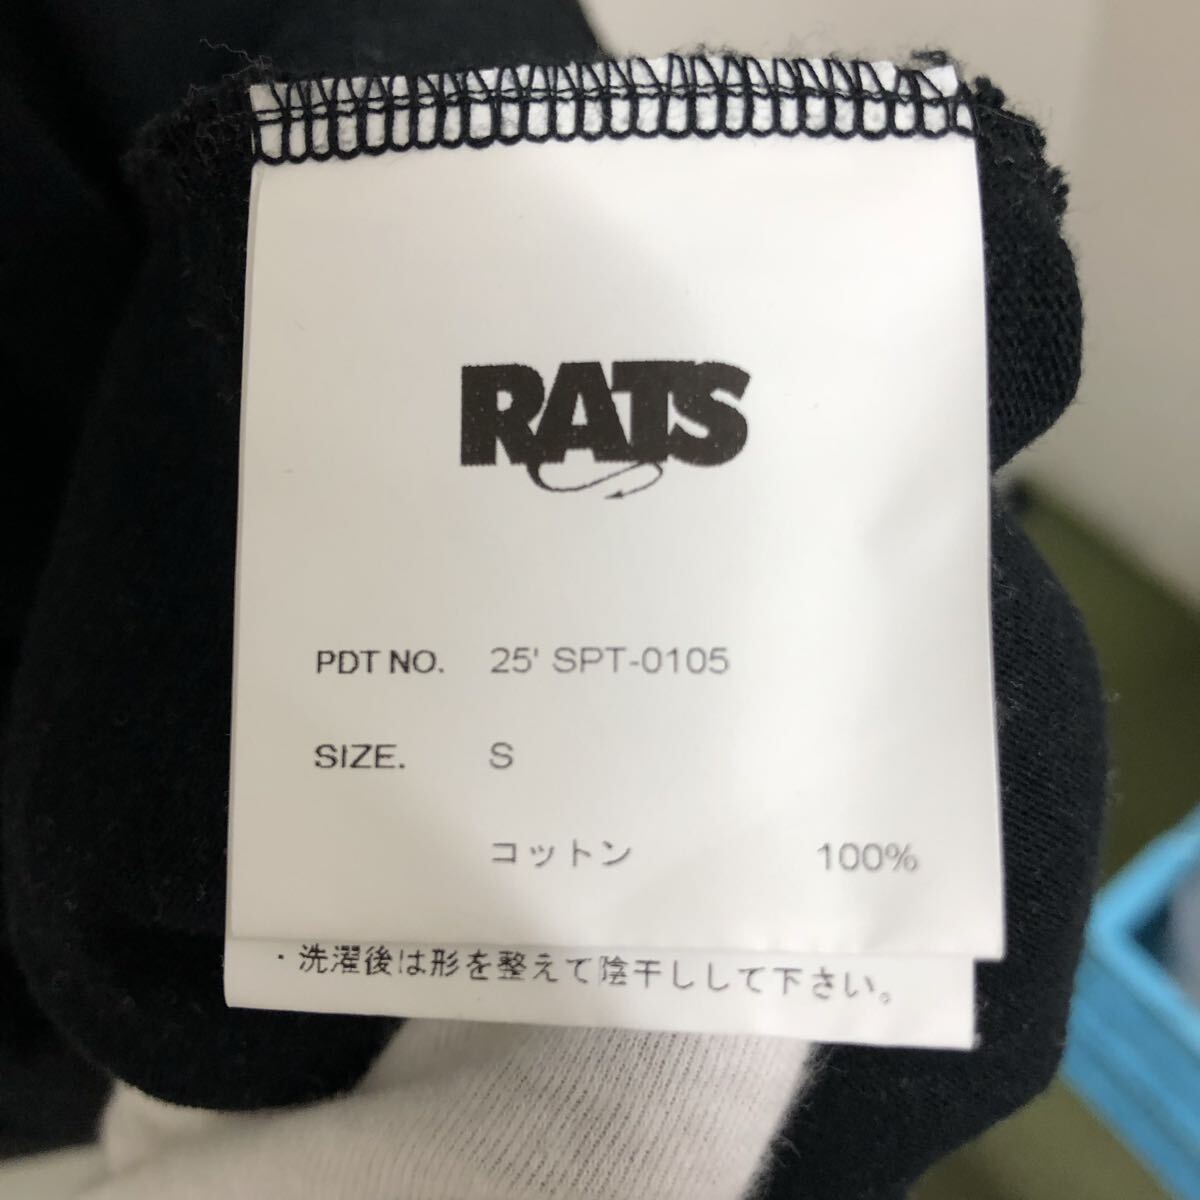 RATS
PDT NO. 25' SPT-0105
SIZE. S
コットン 100%
・洗濯後は形を整えて陰干しして下さい。